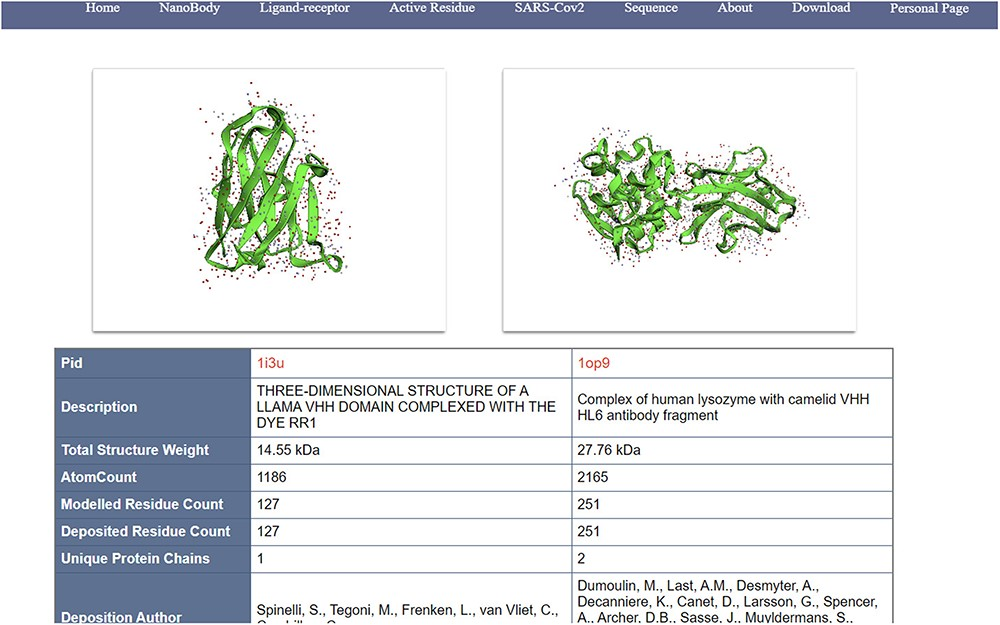 Home NanoBody Ligand-receptor Active Residue SARS-Cov2 Sequence About Download Personal Page
Pid 1i3u 1op9
Description THREE-DIMENSIONAL STRUCTURE OF A LLAMA VHH DOMAIN COMPLEXED WITH THE DYE RR1 Complex of human lysozyme with camelid VHH HL6 antibody fragment
Total Structure Weight 14.55 kDa 27.76 kDa
AtomCount 1186 2165
Modelled Residue Count 127 251
Deposited Residue Count 127 251
Unique Protein Chains 1 2
Deposition Author Spinelli, S., Tegoni, M., Frenken, L., van Vliet, C., Dumoulin, M., Last, A.M., Desmyter, A., Decanniere, K., Canet, D., Larsson, G., Spencer, A., Archer, D.B., Sasse, J., Muyldermans, S.,